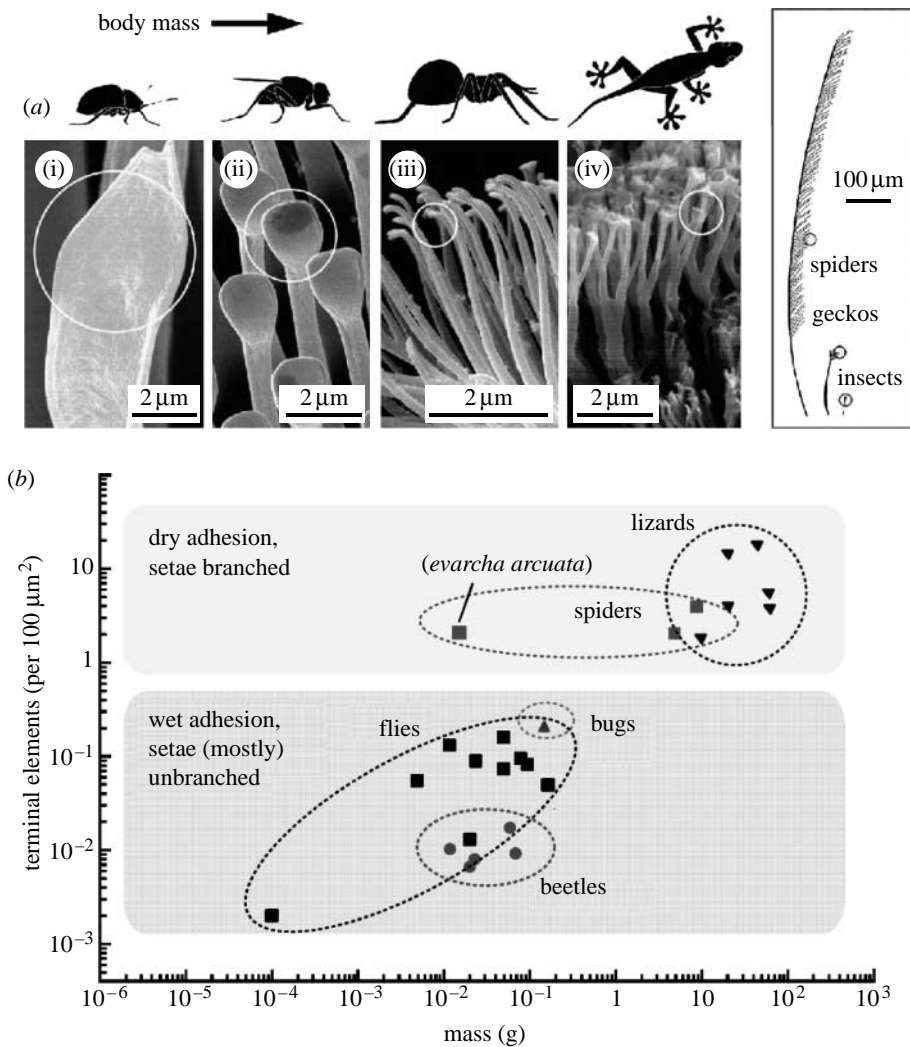 body mass
(a)
(i)
(ii)
(iii)
(iv)
2 μm
2 μm
2 μm
2 μm
100 μm
spiders
geckos
insects
(b)
terminal elements (per 100 μm²)
10
1
10⁻¹
10⁻²
10⁻³
dry adhesion,
setae branched
(evarcha arcuata)
lizards
spiders
wet adhesion,
setae (mostly)
unbranched
flies
bugs
beetles
10⁻⁶ 10⁻⁵ 10⁻⁴ 10⁻³ 10⁻² 10⁻¹ 1 10 10² 10³
mass (g)